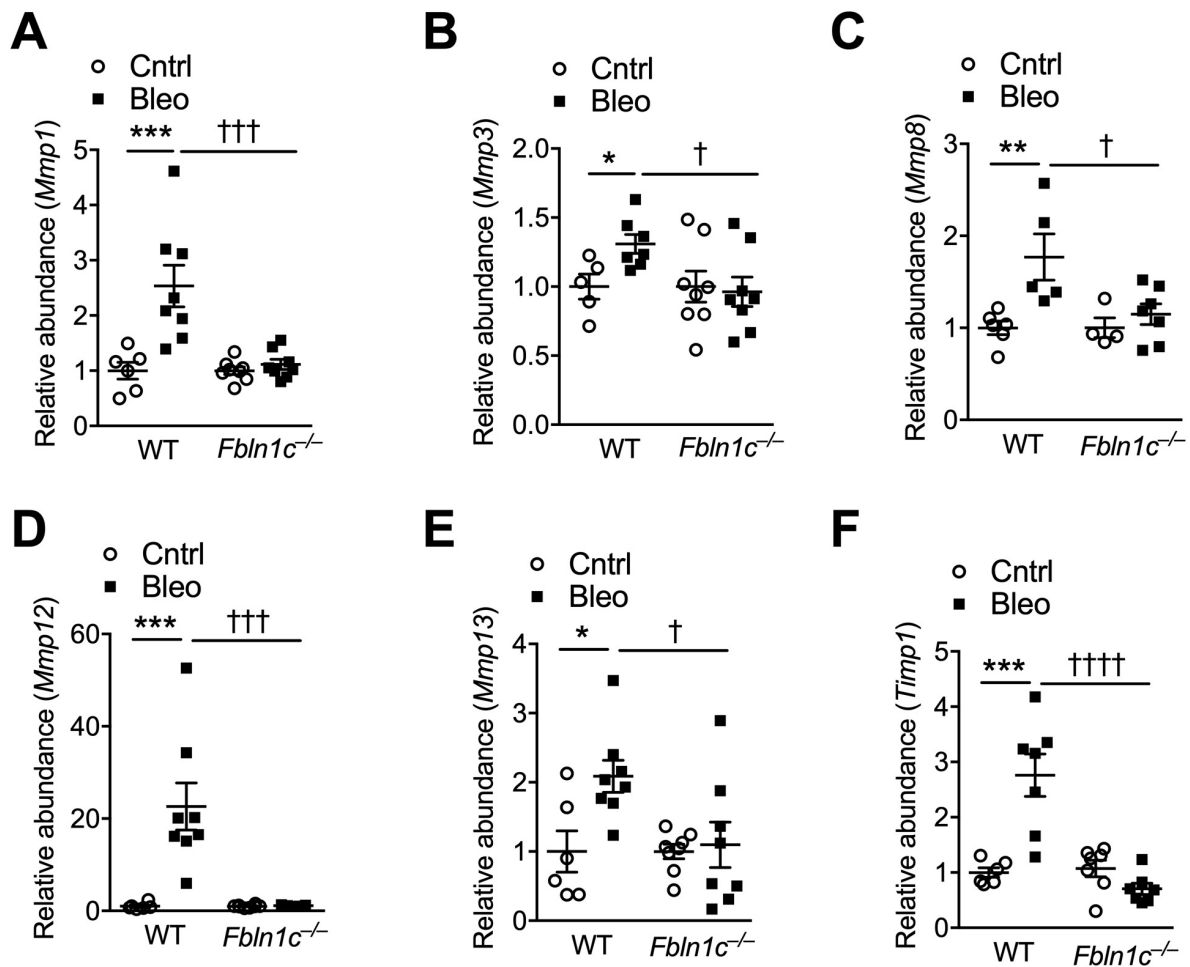 A
Cntrl
Bleo
***
†††
Relative abundance (Mmp1)
5
4
3
2
1
0
WT
Fbln1c–/–
B
Cntrl
Bleo
*
†
Relative abundance (Mmp3)
2.0
1.5
1.0
0.5
0.0
WT
Fbln1c–/–
C
Cntrl
Bleo
**
†
Relative abundance (Mmp8)
3
2
1
0
WT
Fbln1c–/–
D
Cntrl
Bleo
***
†††
Relative abundance (Mmp12)
60
40
20
0
WT
Fbln1c–/–
E
Cntrl
Bleo
*
†
Relative abundance (Mmp13)
4
3
2
1
0
WT
Fbln1c–/–
F
Cntrl
Bleo
***
††††
Relative abundance (Timp1)
5
4
3
2
1
0
WT
Fbln1c–/–